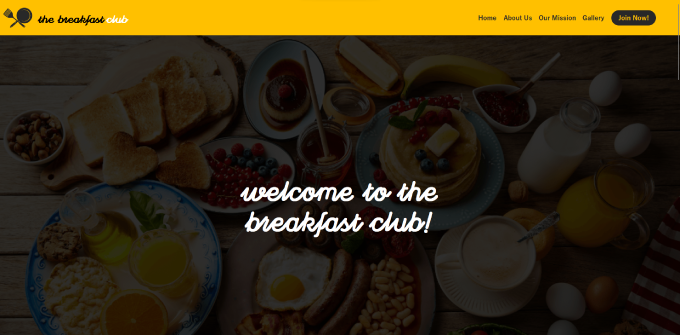 the breakfast club
Home About Us Our Mission Gallery Join Now!
welcome to the
breakfast club!